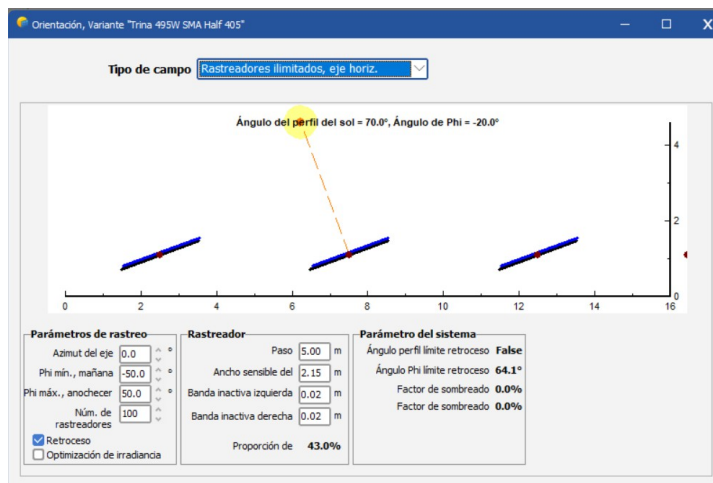 Orientación, Variante "Trina 495W SMA Half 405"
Tipo de campo Rastreadores ilimitados, eje horiz.
Ángulo del perfil del sol = 70.0°, Ángulo de Phi = -20.0°
4
2
0
0 2 4 6 8 10 12 14 16
Parámetros de rastreo
Azimut del eje 0.0 °
Phi mín., mañana -50.0 °
Phi máx., anochecer 50.0 °
Núm. de rastreadores 100
Retroceso
Optimización de irradiancia
Rastreador
Paso 5.00 m
Ancho sensible del 2.15 m
Banda inactiva izquierda 0.02 m
Banda inactiva derecha 0.02 m
Proporción de 43.0%
Parámetro del sistema
Ángulo perfil límite retroceso False
Ángulo Phi límite retroceso 64.1°
Factor de sombreado 0.0%
Factor de sombreado 0.0%